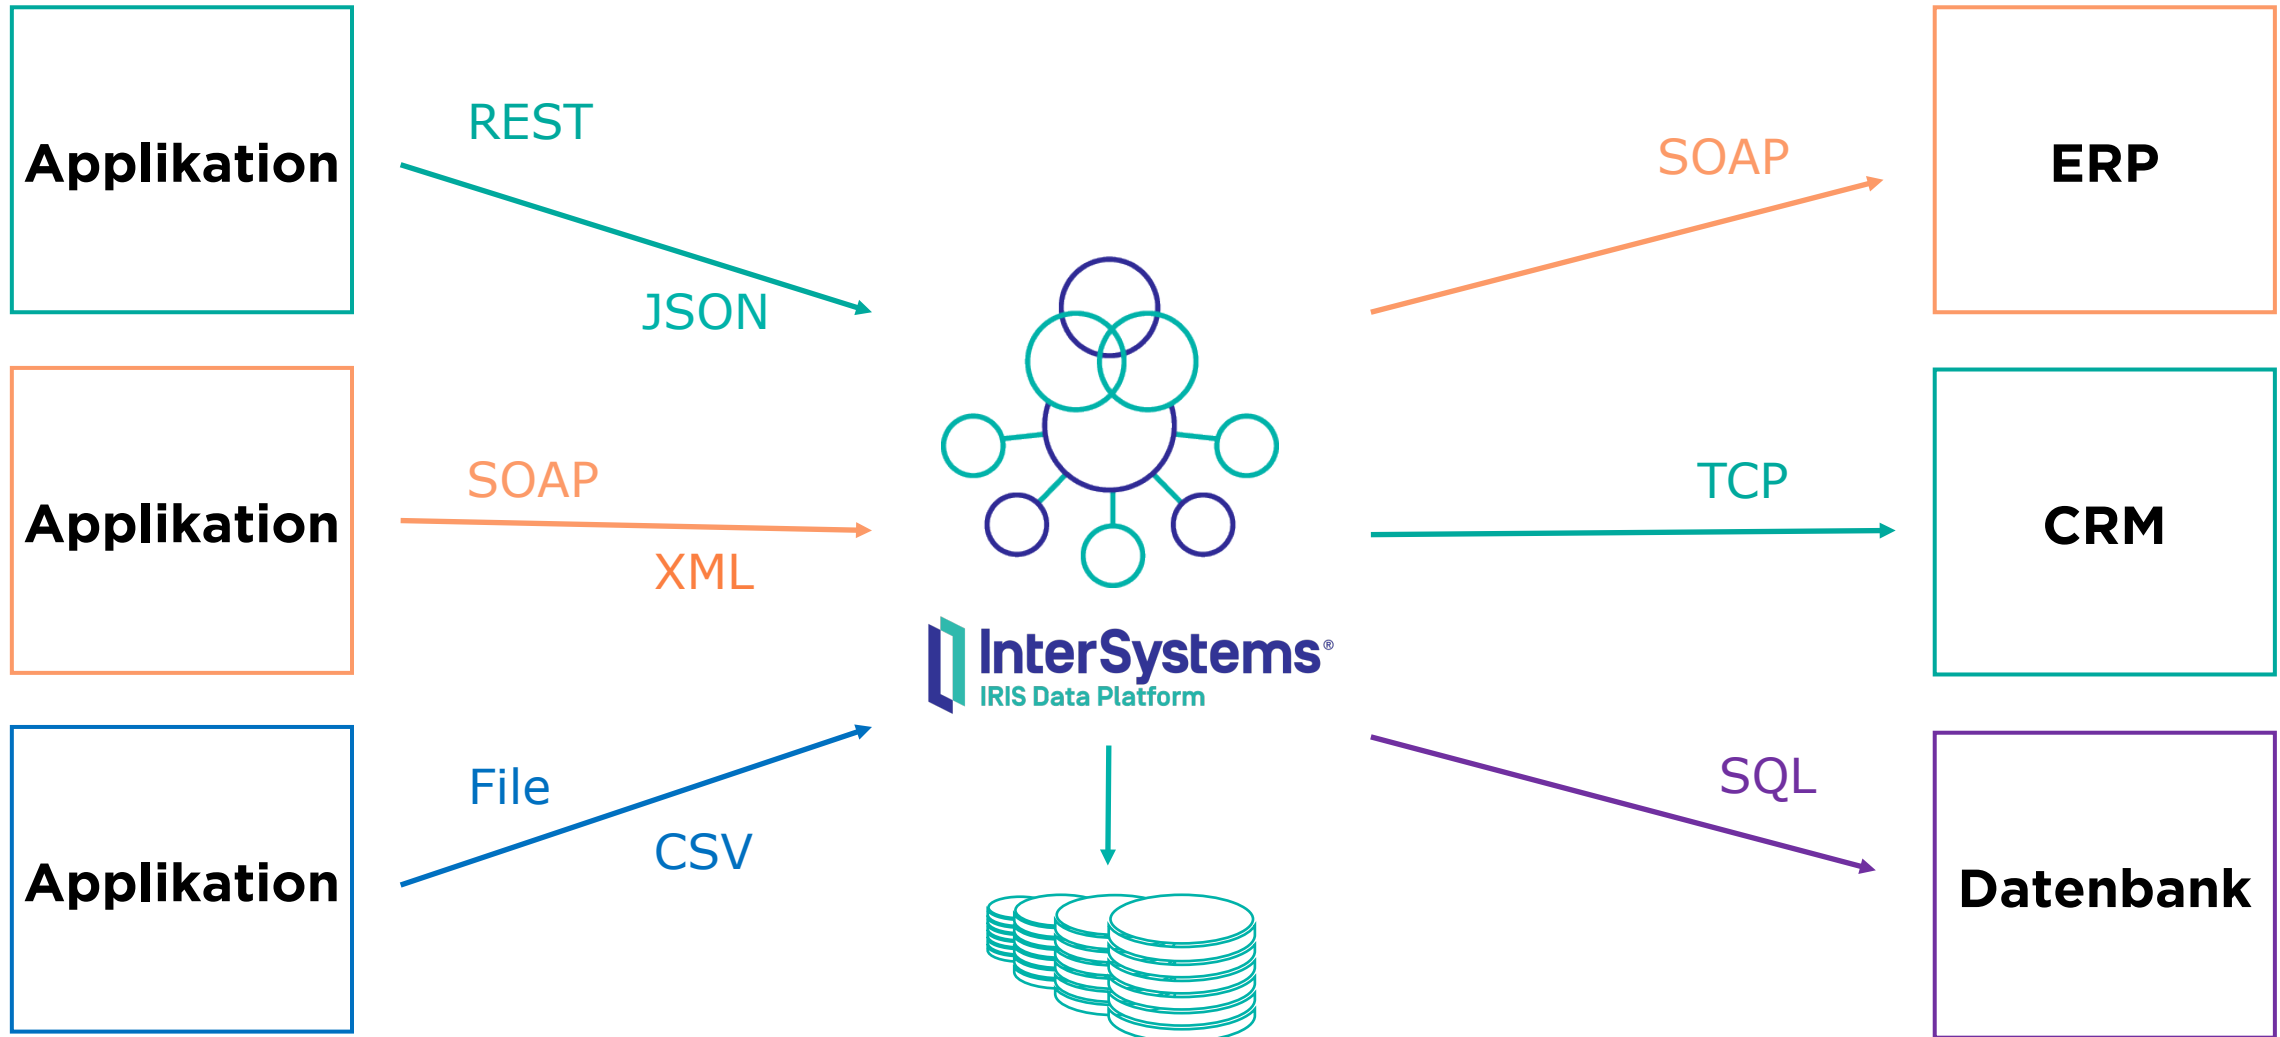 Applikation
REST
JSON
SOAP
ERP
Applikation
SOAP
XML
TCP
CRM
InterSystems®
IRIS Data Platform
Applikation
File
CSV
SQL
Datenbank